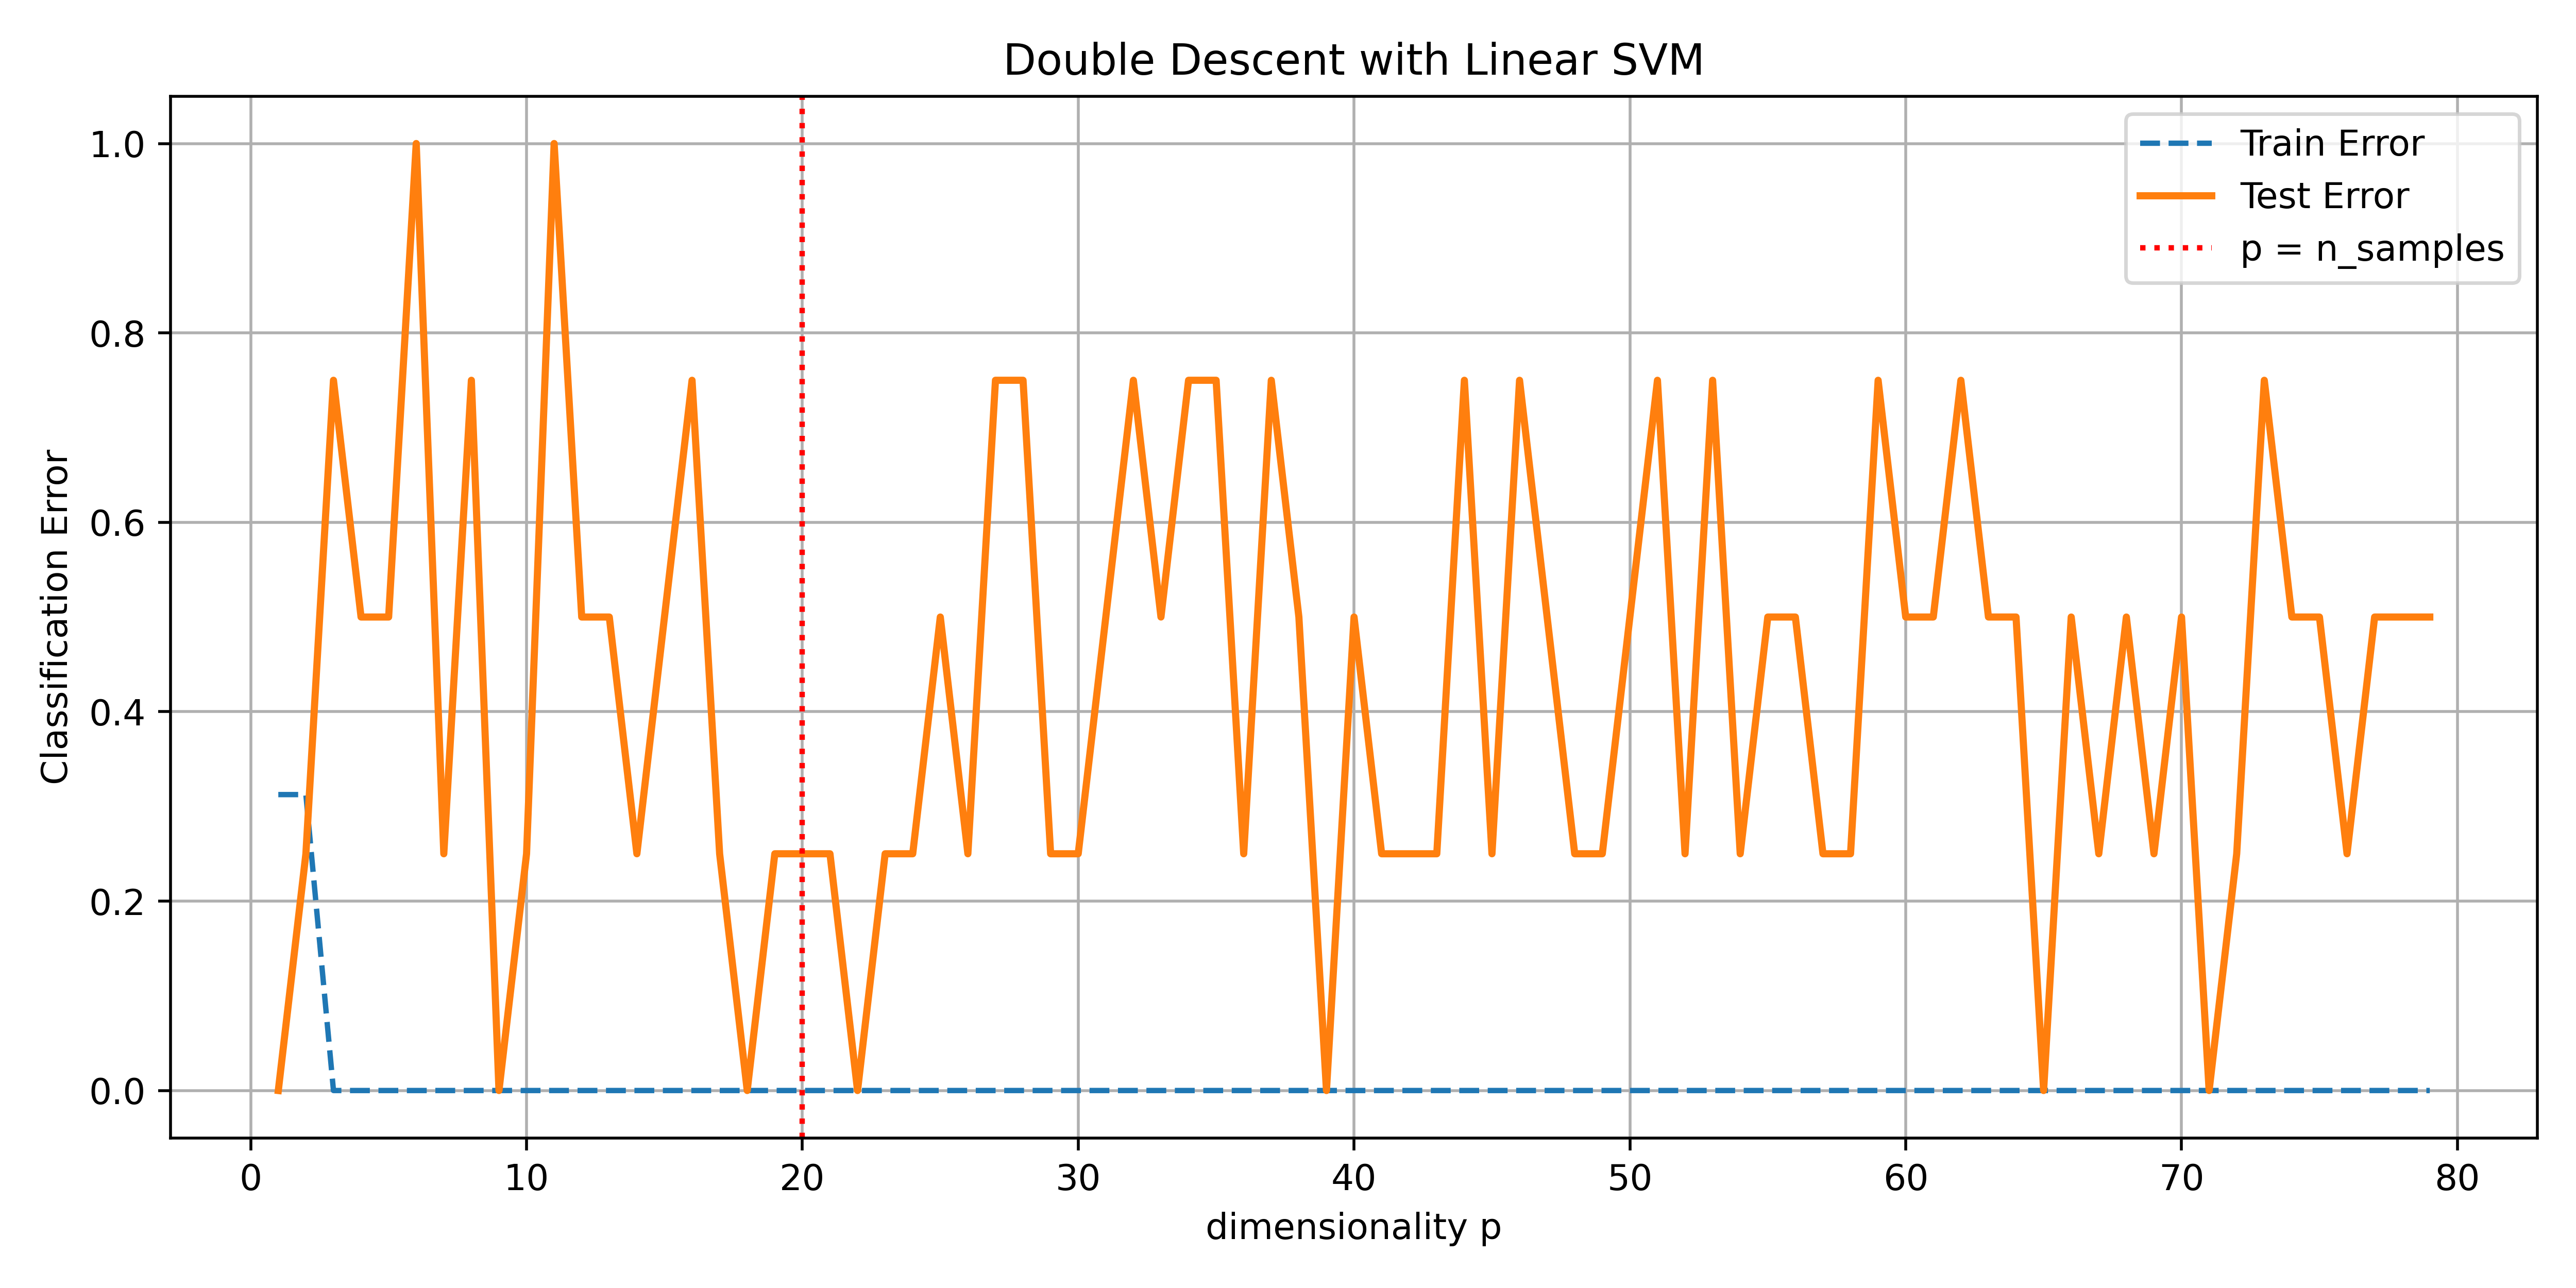 Double Descent with Linear SVM
1.0
0.8
0.6
0.4
0.2
0.0
Classification Error
Train Error
Test Error
p = n_samples
0 10 20 30 40 50 60 70 80
dimensionality p